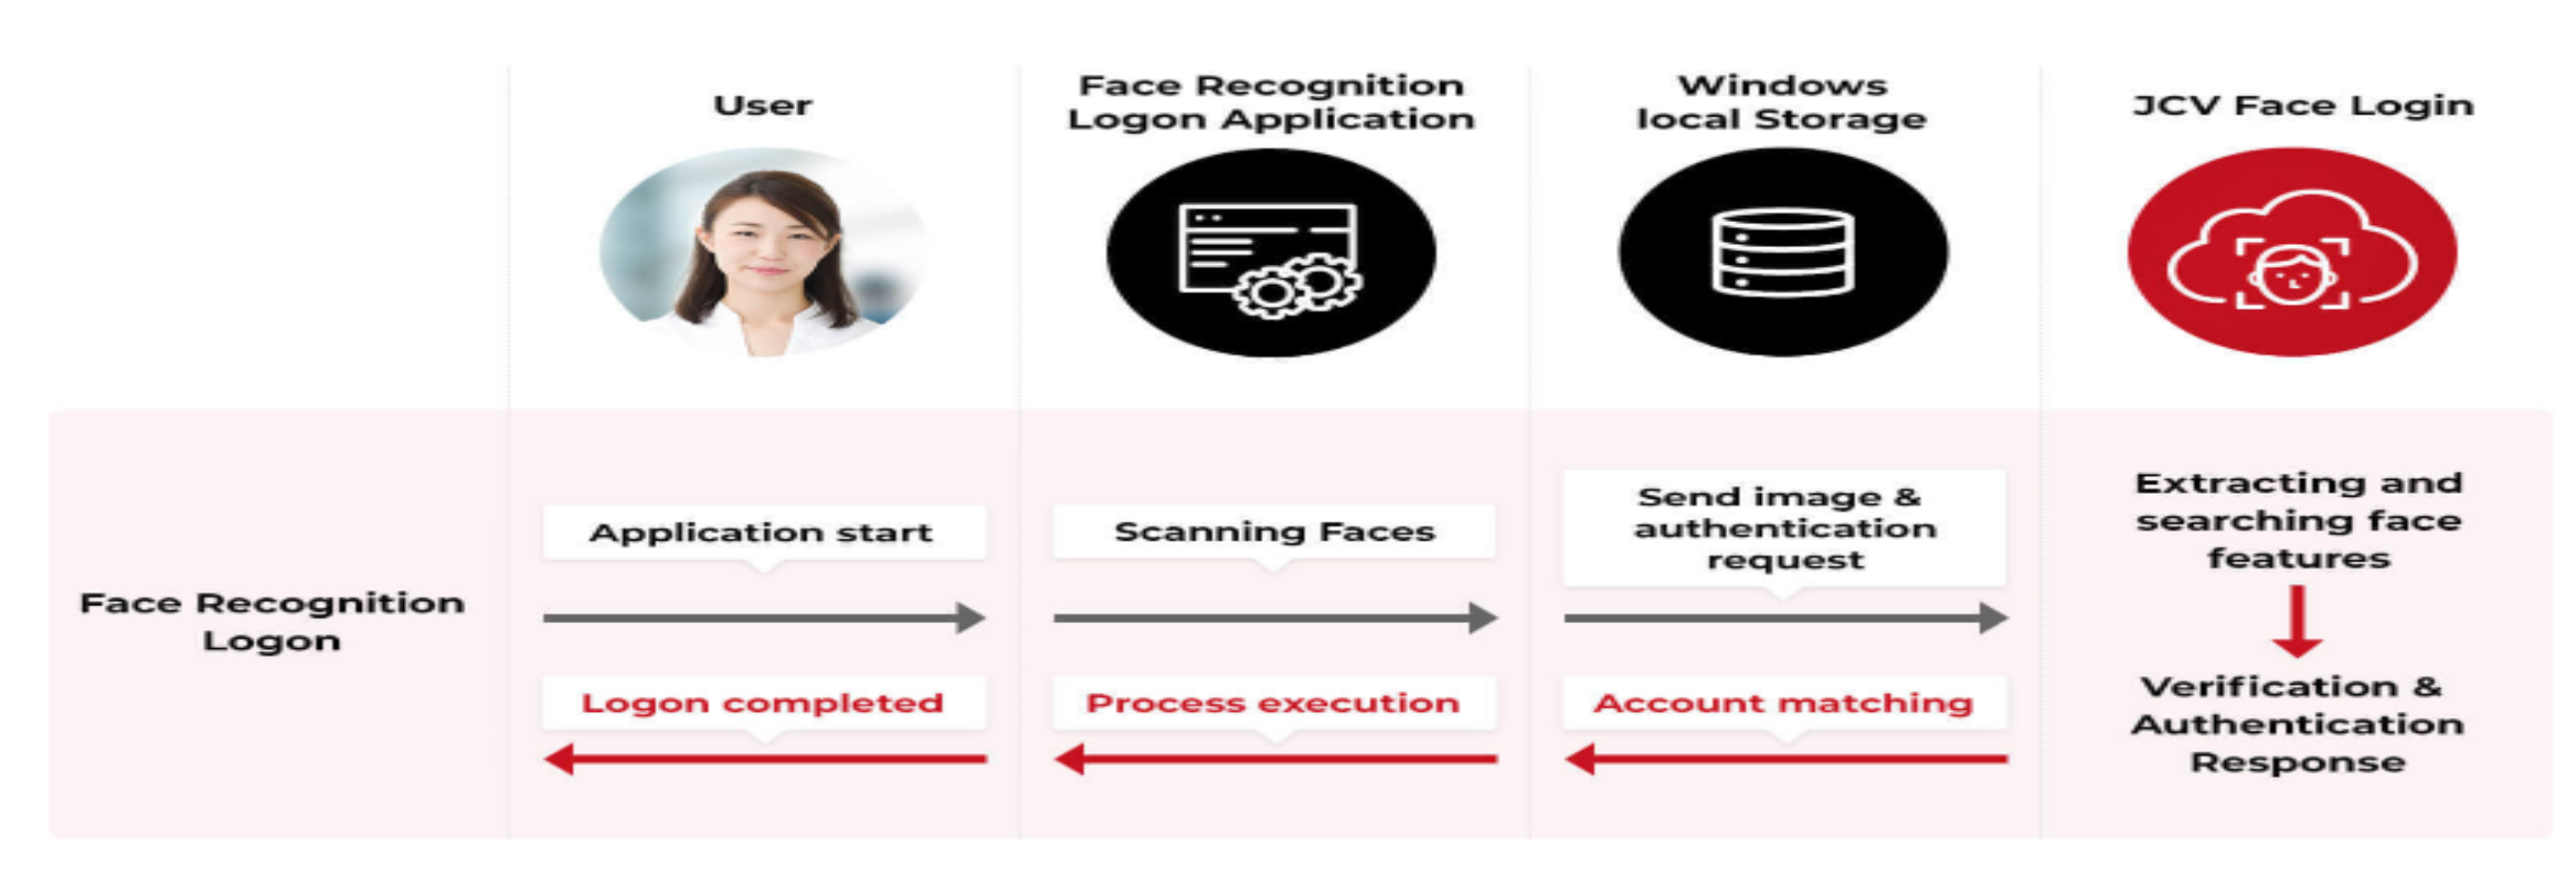 User
Face Recognition
Logon Application
Windows
local Storage
JCV Face Login
Face Recognition
Logon
Application start
Scanning Faces
Send image &
authentication
request
Extracting and
searching face
features
Logon completed
Process execution
Account matching
Verification &
Authentication
Response